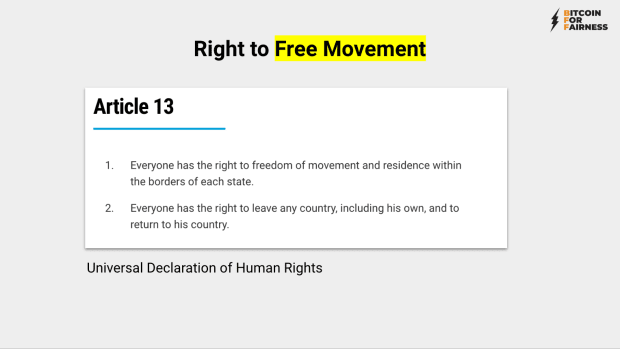 BITCOIN
FOR
FAIRNESS
Right to Free Movement
Article 13
1. Everyone has the right to freedom of movement and residence within
the borders of each state.
2. Everyone has the right to leave any country, including his own, and to
return to his country.
Universal Declaration of Human Rights